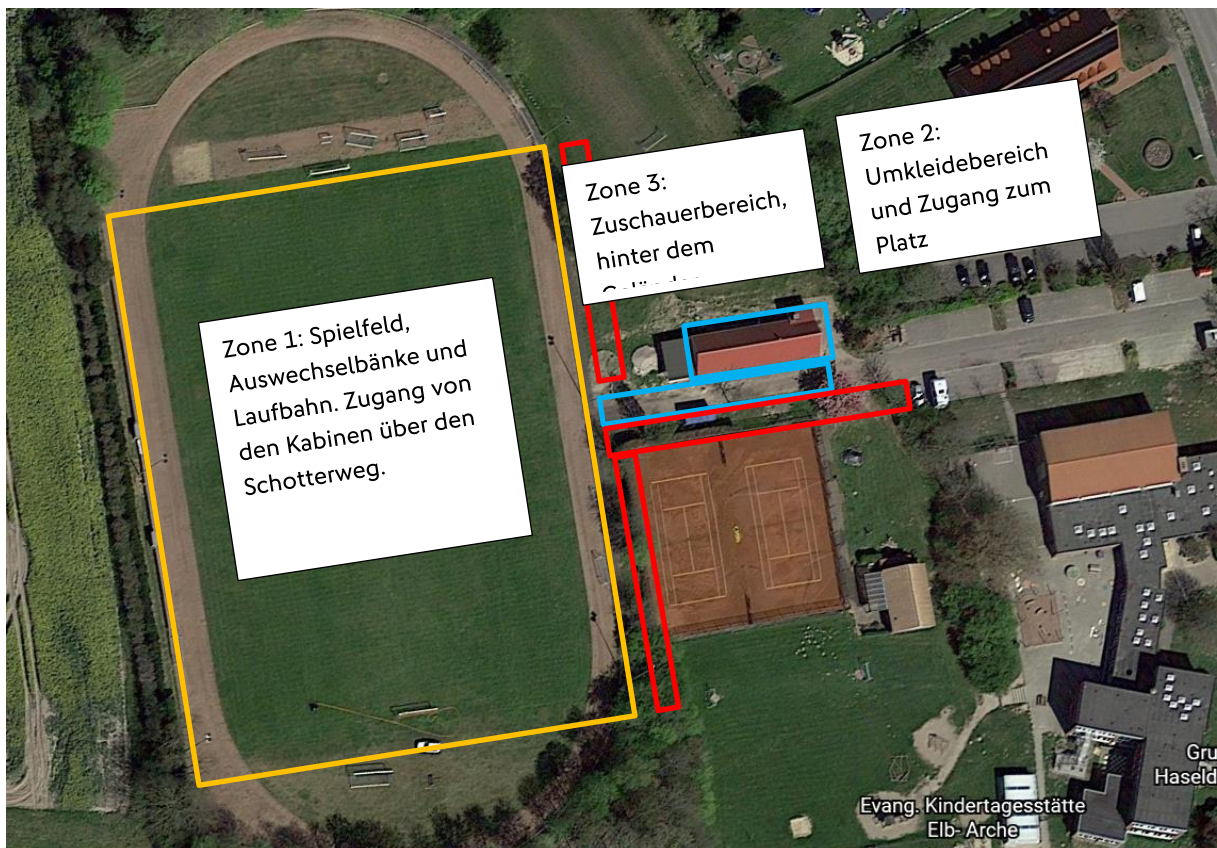 Zone 1: Spielfeld,
Auswechselbänke und
Laufbahn. Zugang von
den Kabinen über den
Schotterweg.
Zone 3:
Zuschauerbereich,
hinter dem
Zone 2:
Umkleidebereich
und Zugang zum
Platz
Gru
Haseld
Evang. Kindertagesstätte
Elb- Arche